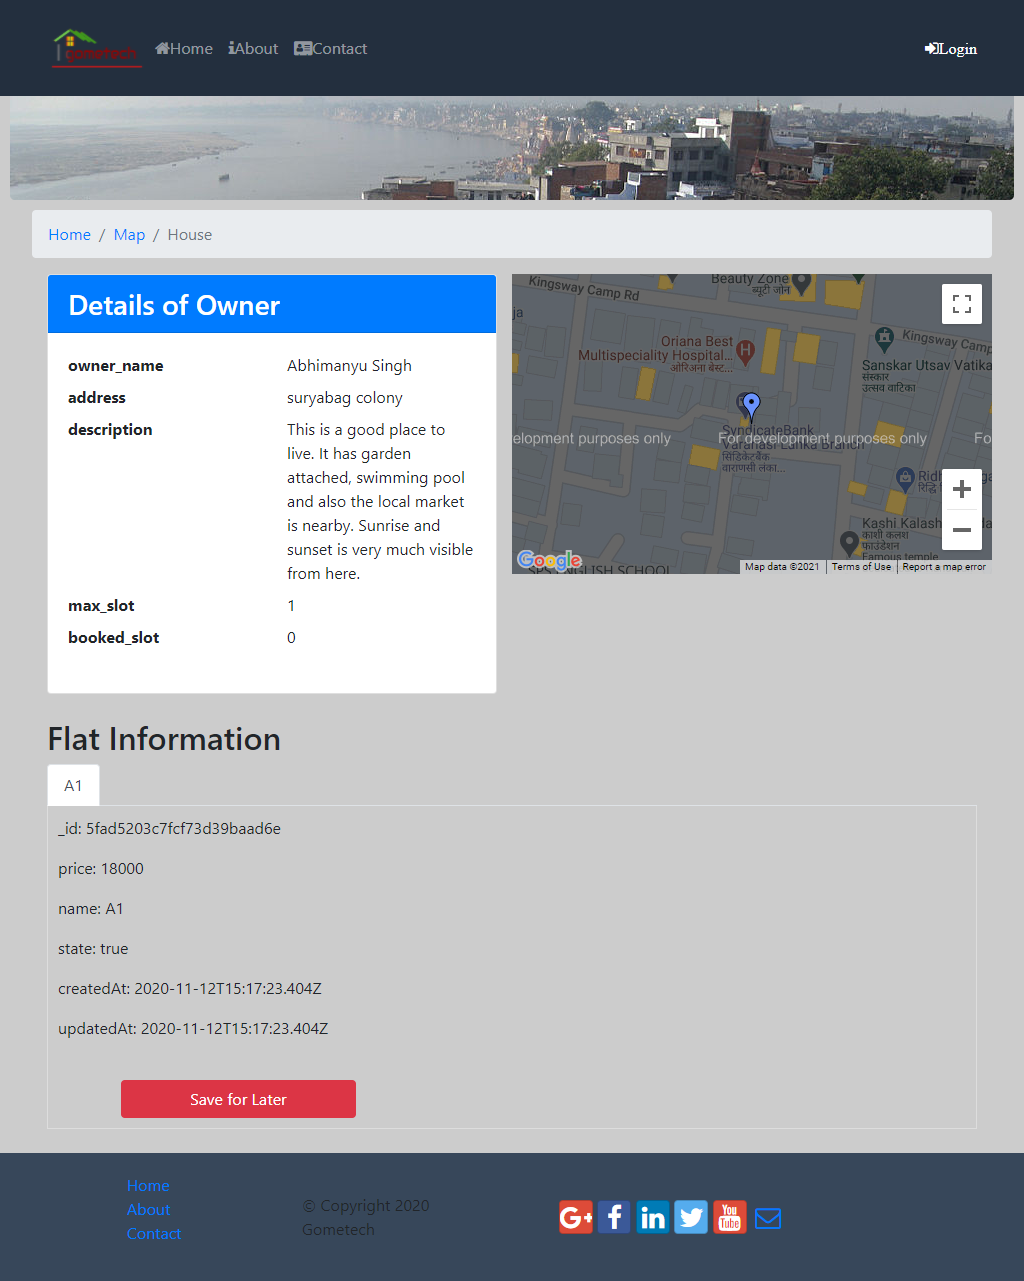 gometech
Home
About
Contact
Login
Home / Map / House
Details of Owner
owner_name Abhimanyu Singh
address suryabag colony
description This is a good place to
live. It has garden
attached, swimming pool
and also the local market
is nearby. Sunrise and
sunset is very much visible
from here.
max_slot 1
booked_slot 0
Kingsway Camp Rd
Beauty Zone
ब्यूटी जोन
ja
Oriana Best
Multispeciality Hospital...
ओरिअना बेस्ट...
Kingsway Camp
Sanskar Utsav Vatika
संस्कार
उत्सव वाटिका
SyndicateBank
Varanasi Lanka Branch
सिंडिकेटबैंक
वाराणसी लंका...
elopment purposes only
For development purposes only
Fo
Kashi Kalash
काशी कलश
फाउंडेशन
Famous temple
SPS ENGLISH SCHOOL
Google
Map data ©2021
Terms of Use
Report a map error
Flat Information
A1
_id: 5fad5203c7fcf73d39baad6e
price: 18000
name: A1
state: true
createdAt: 2020-11-12T15:17:23.404Z
updatedAt: 2020-11-12T15:17:23.404Z
Save for Later
Home
About
Contact
© Copyright 2020
Gometech
G+
f
in
You
Tube